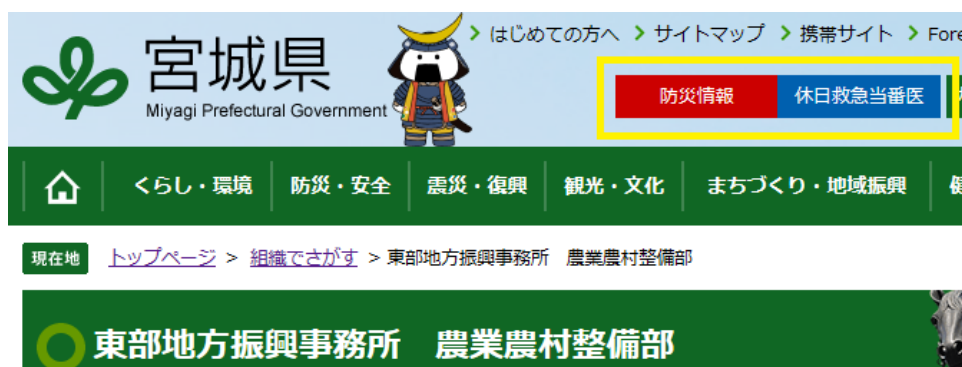 はじめての方へ サイトマップ 携帯サイト Fore
宮城県
Miyagi Prefectural Government
防災情報 休日救急当番医
くらし・環境 防災・安全 震災・復興 観光・文化 まちづくり・地域振興
現在地 トップページ > 組織でさがす > 東部地方振興事務所 農業農村整備部
東部地方振興事務所 農業農村整備部